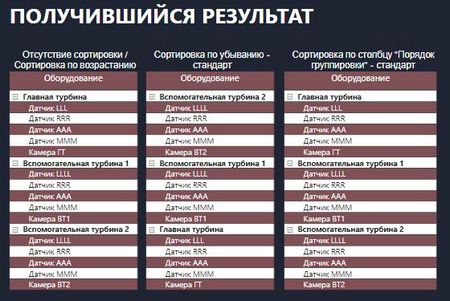 ПОЛУЧИВШИЙСЯ РЕЗУЛЬТАТ
Отсутствие сортировки /
Сортировка по возрастанию
Оборудование
Главная турбина
Датчик LLL
Датчик RRR
Датчик AAA
Датчик MMM
Камера ГТ
Вспомогательная турбина 1
Датчик LLLL
Датчик RRR
Датчик AAA
Датчик MMM
Камера ВТ1
Вспомогательная турбина 2
Датчик LLLL
Датчик RRR
Датчик AAA
Датчик MMM
Камера ВТ2
Сортировка по убыванию -
стандарт
Оборудование
Вспомогательная турбина 2
Датчик LLLL
Датчик RRR
Датчик AAA
Датчик MMM
Камера ВТ2
Вспомогательная турбина 1
Датчик LLLL
Датчик RRR
Датчик AAA
Датчик MMM
Камера ВТ1
Главная турбина
Датчик LLL
Датчик RRR
Датчик AAA
Датчик MMM
Камера ГТ
Сортировка по столбцу "Порядок
группировки" - стандарт
Оборудование
Главная турбина
Датчик LLL
Датчик RRR
Датчик AAA
Датчик MMM
Камера ГТ
Вспомогательная турбина 1
Датчик LLLL
Датчик RRR
Датчик AAA
Датчик MMM
Камера ВТ1
Вспомогательная турбина 2
Датчик LLLL
Датчик RRR
Датчик AAA
Датчик MMM
Камера ВТ2